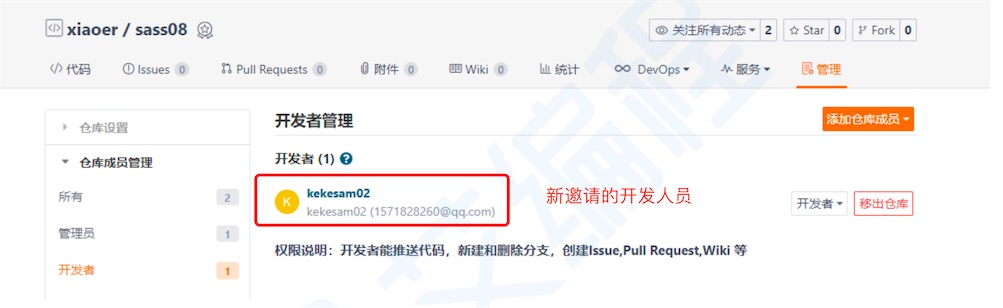 xiaoer / sass08
关注所有动态 2
Star 0
Fork 0
代码
Issues 0
Pull Requests 0
附件 0
Wiki 0
统计
DevOps
服务
管理
仓库设置
仓库成员管理
所有 2
管理员 1
开发者 1
开发者管理
添加仓库成员
开发者 (1) ?
K
kekesam02
kekesam02 (1571828260@qq.com)
新邀请的开发人员
开发者
移出仓库
权限说明：开发者能推送代码，新建和删除分支，创建Issue,Pull Request,Wiki 等